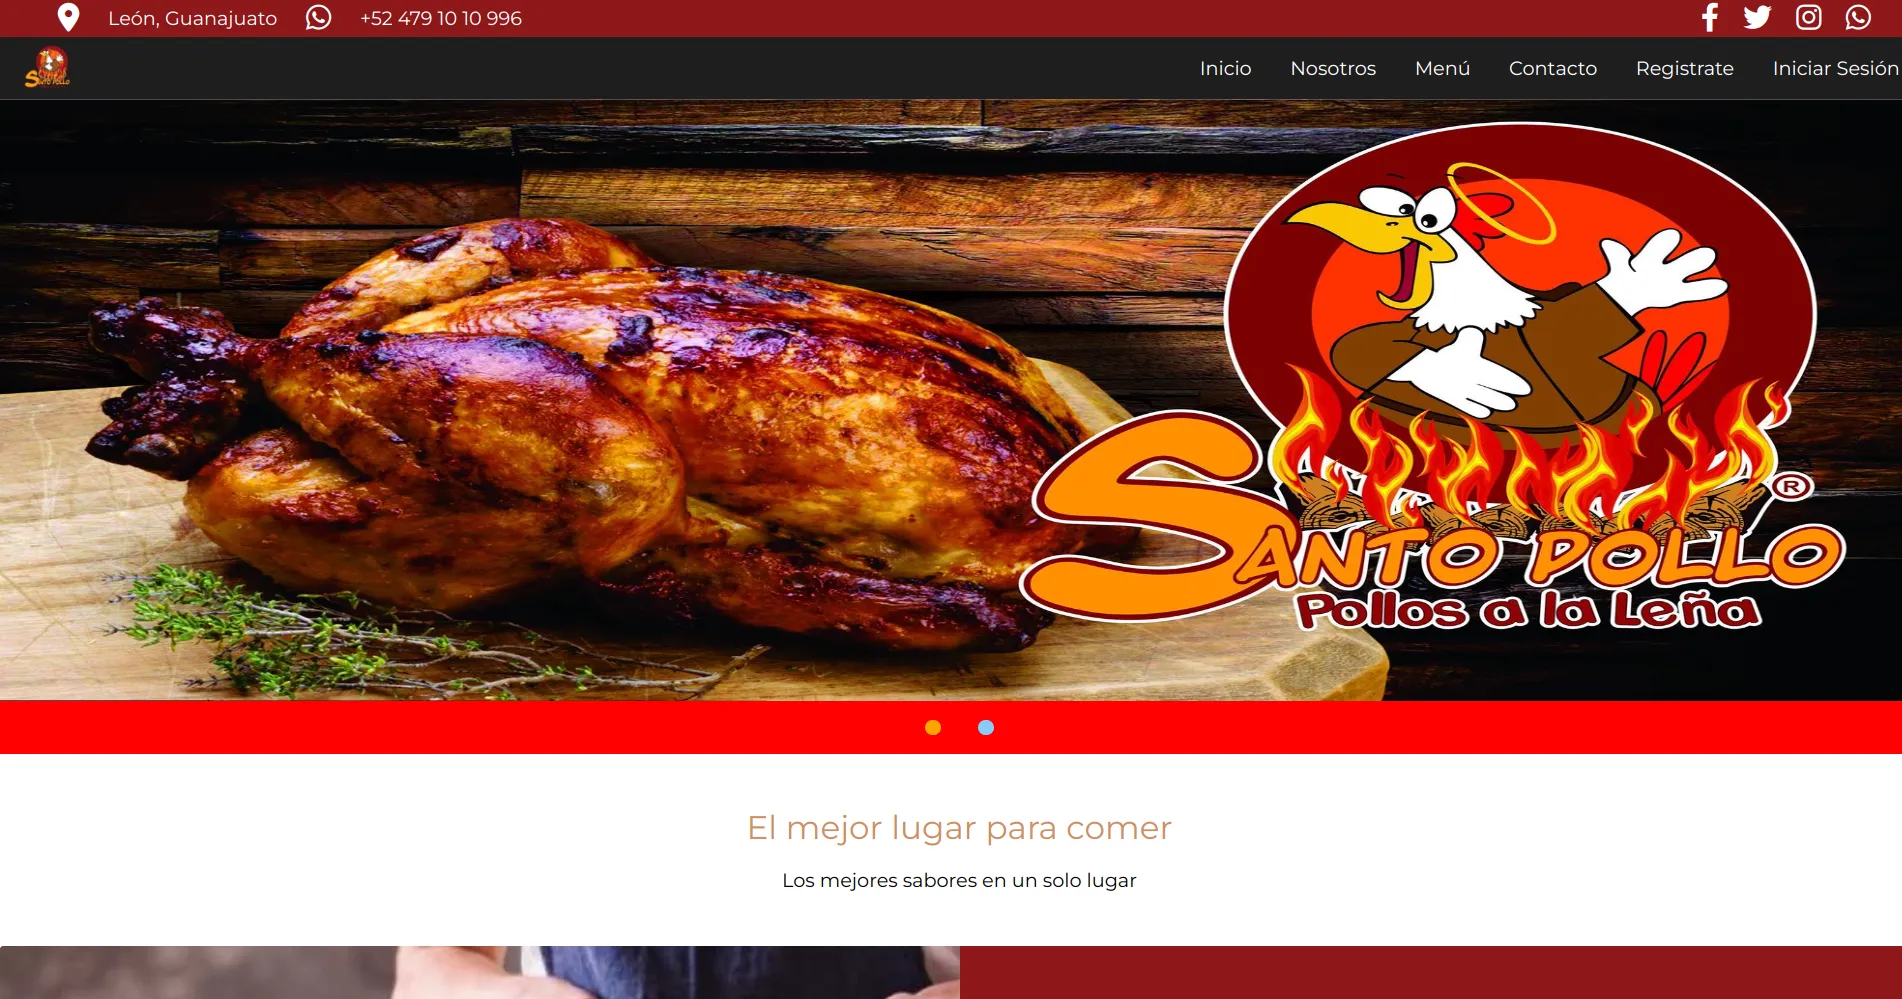 León, Guanajuato +52 479 10 10 996
Inicio Nosotros Menú Contacto Registrate Iniciar Sesión
SANTO POLLO ®
Pollos a la Leña
El mejor lugar para comer
Los mejores sabores en un solo lugar